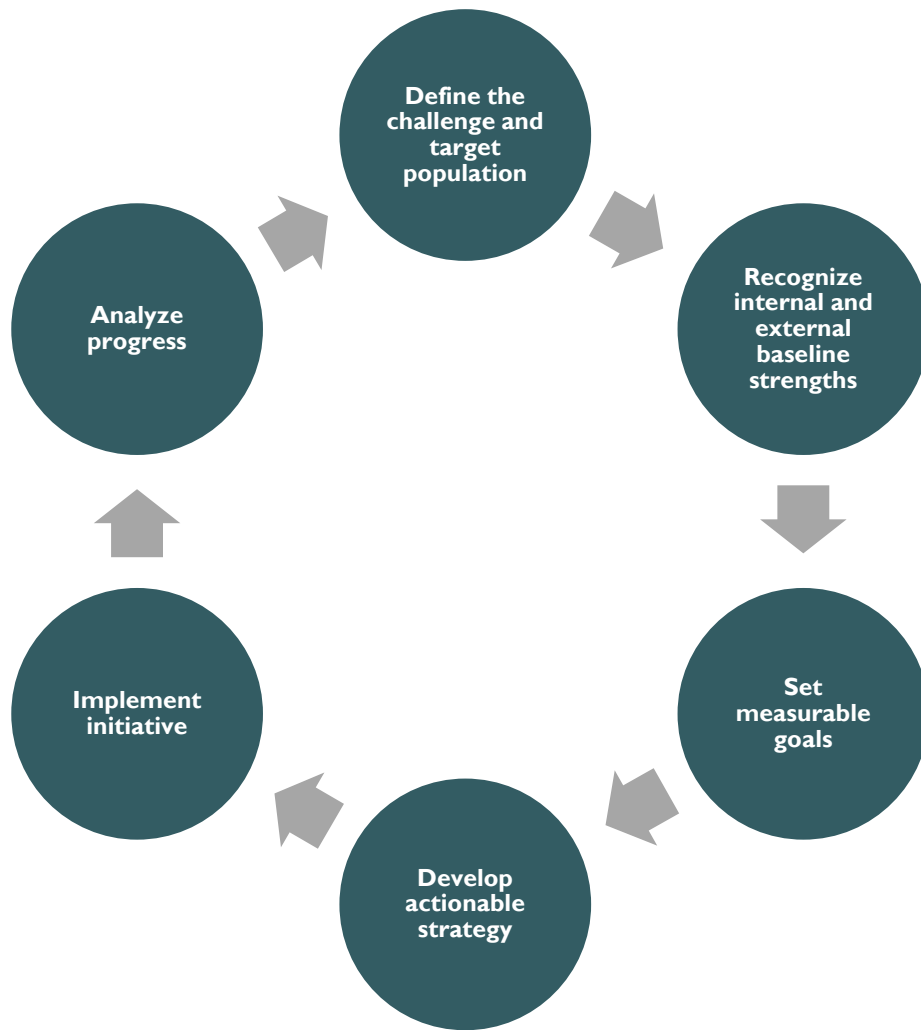 Define the
challenge and
target
population
Recognize
internal and
external
baseline
strengths
Set
measurable
goals
Develop
actionable
strategy
Implement
initiative
Analyze
progress